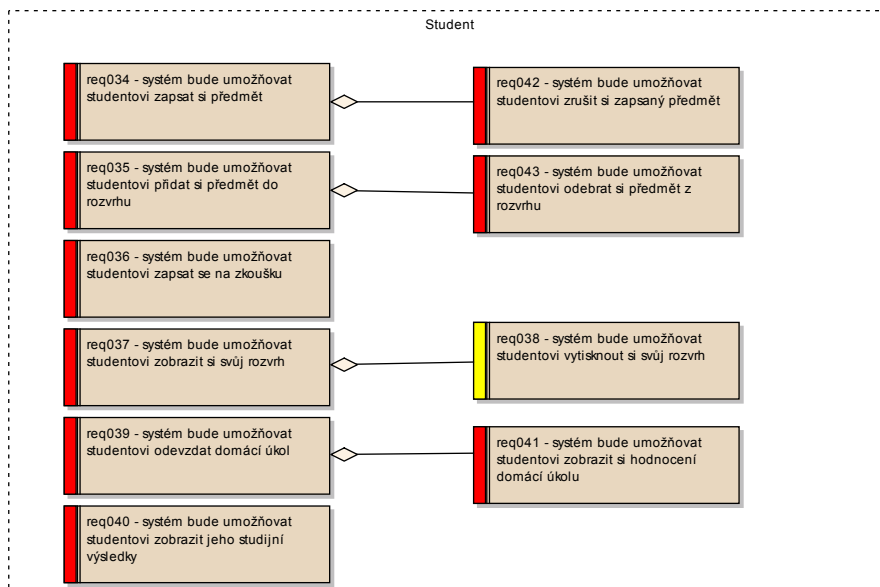 Student
req034 - systém bude umožňovat
studentovi zapsat si předmět
req042 - systém bude umožňovat
studentovi zrušit si zapsaný předmět
req035 - systém bude umožňovat
studentovi přidat si předmět do
rozvrhu
req043 - systém bude umožňovat
studentovi odebrat si předmět z
rozvrhu
req036 - systém bude umožňovat
studentovi zapsat se na zkoušku
req037 - systém bude umožňovat
studentovi zobrazit si svůj rozvrh
req038 - systém bude umožňovat
studentovi vytisknout si svůj rozvrh
req039 - systém bude umožňovat
studentovi odevzdat domácí úkol
req041 - systém bude umožňovat
studentovi zobrazit si hodnocení
domácí úkolu
req040 - systém bude umožňovat
studentovi zobrazit jeho studijní
výsledky